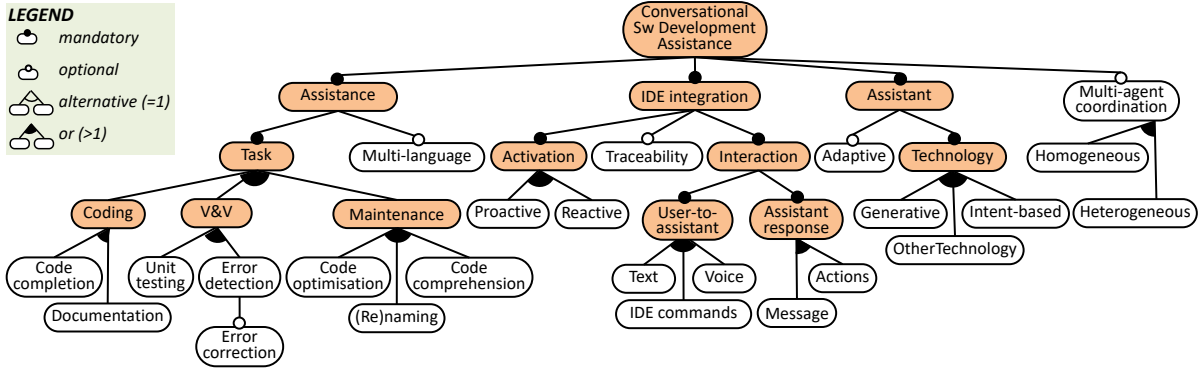 LEGEND
mandatory
optional
alternative (=1)
or (>1)
Conversational
Sw Development
Assistance
Assistance
IDE integration
Assistant
Multi-agent
coordination
Task
Multi-language
Activation
Traceability
Interaction
Adaptive
Technology
Homogeneous
Coding
V&V
Maintenance
Proactive
Reactive
User-to-
assistant
Assistant
response
Generative
Intent-based
Heterogeneous
OtherTechnology
Code
completion
Unit
testing
Error
detection
Code
optimisation
Code
comprehension
Text
Voice
Actions
Documentation
(Re)naming
IDE commands
Message
Error
correction